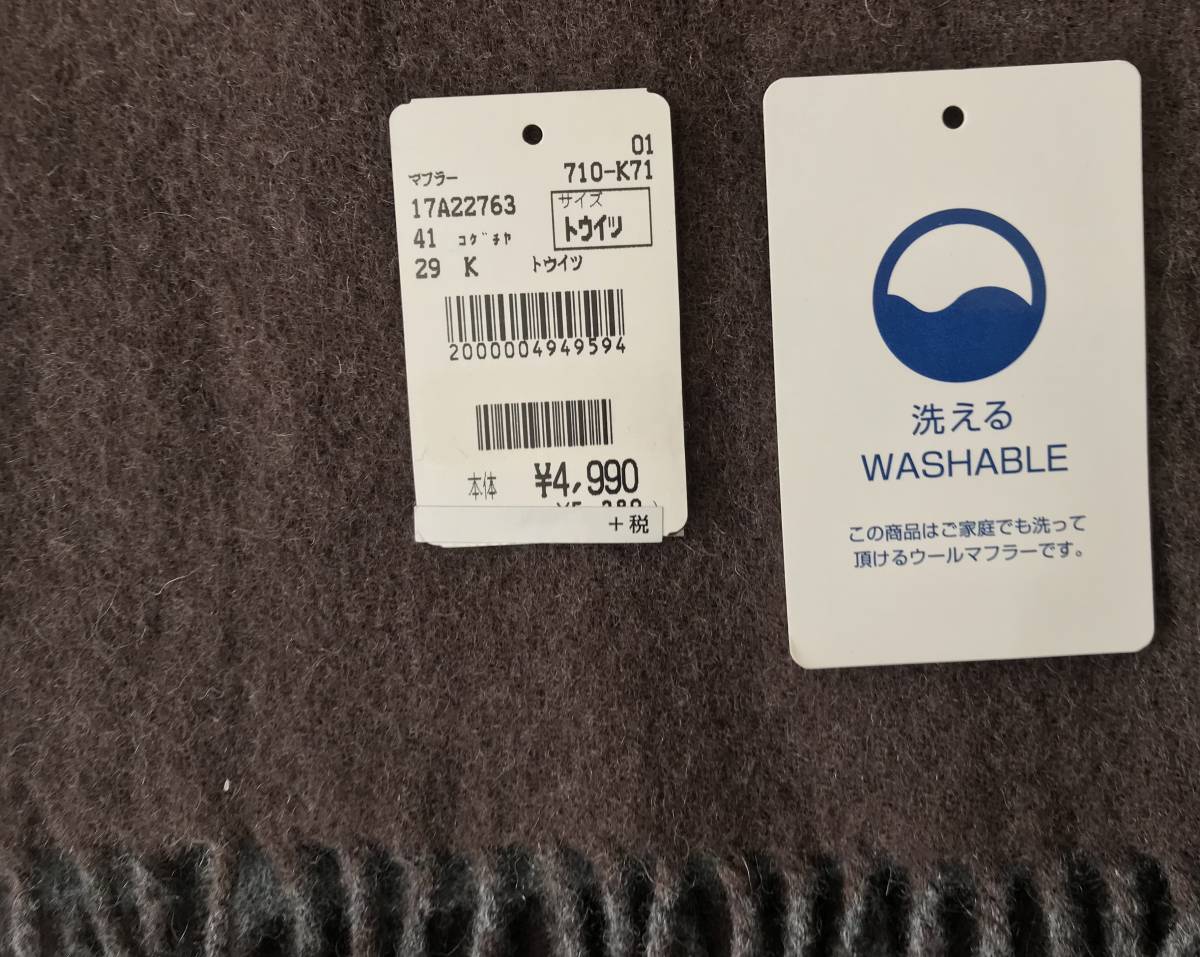 01
マフラー 710-K71
17A22763 サイズ
41 コゲチヤ トウイツ
29 K トウイツ
2000004949594
本体 ¥4,990
+税
洗える
WASHABLE
この商品はご家庭でも洗って
頂けるウールマフラーです。